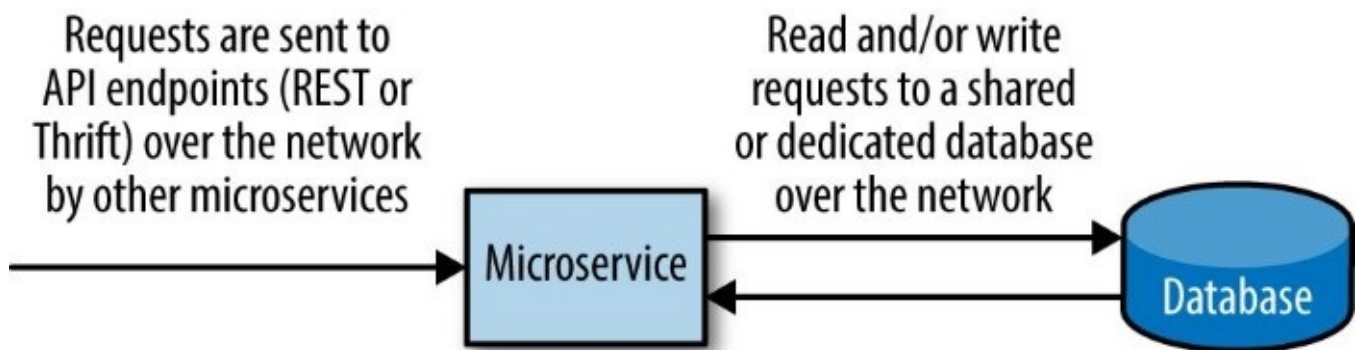 Requests are sent to
API endpoints (REST or
Thrift) over the network
by other microservices
Read and/or write
requests to a shared
or dedicated database
over the network
Microservice
Database